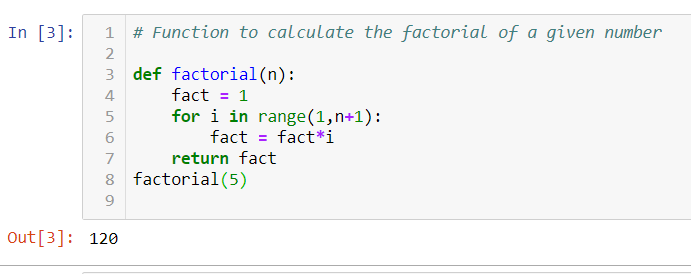 In [3]:
1 # Function to calculate the factorial of a given number
2
3 def factorial(n):
4     fact = 1
5     for i in range(1,n+1):
6         fact = fact*i
7     return fact
8 factorial(5)
9
Out[3]: 120